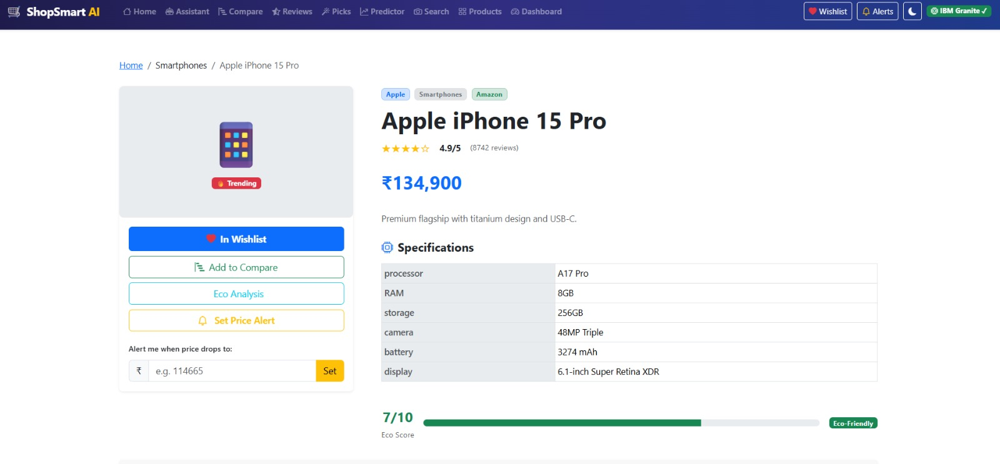 ShopSmart AI Home Assistant Compare Reviews Picks Predictor Search Products Dashboard Wishlist Alerts IBM Granite ✓
Home / Smartphones / Apple iPhone 15 Pro
Trending
In Wishlist
Add to Compare
Eco Analysis
Set Price Alert
Alert me when price drops to:
₹ e.g. 114665 Set
Apple Smartphones Amazon
Apple iPhone 15 Pro
★★★★☆ 4.9/5 (8742 reviews)
₹134,900
Premium flagship with titanium design and USB-C.
Specifications
processor A17 Pro
RAM 8GB
storage 256GB
camera 48MP Triple
battery 3274 mAh
display 6.1-inch Super Retina XDR
7/10
Eco Score
Eco-Friendly